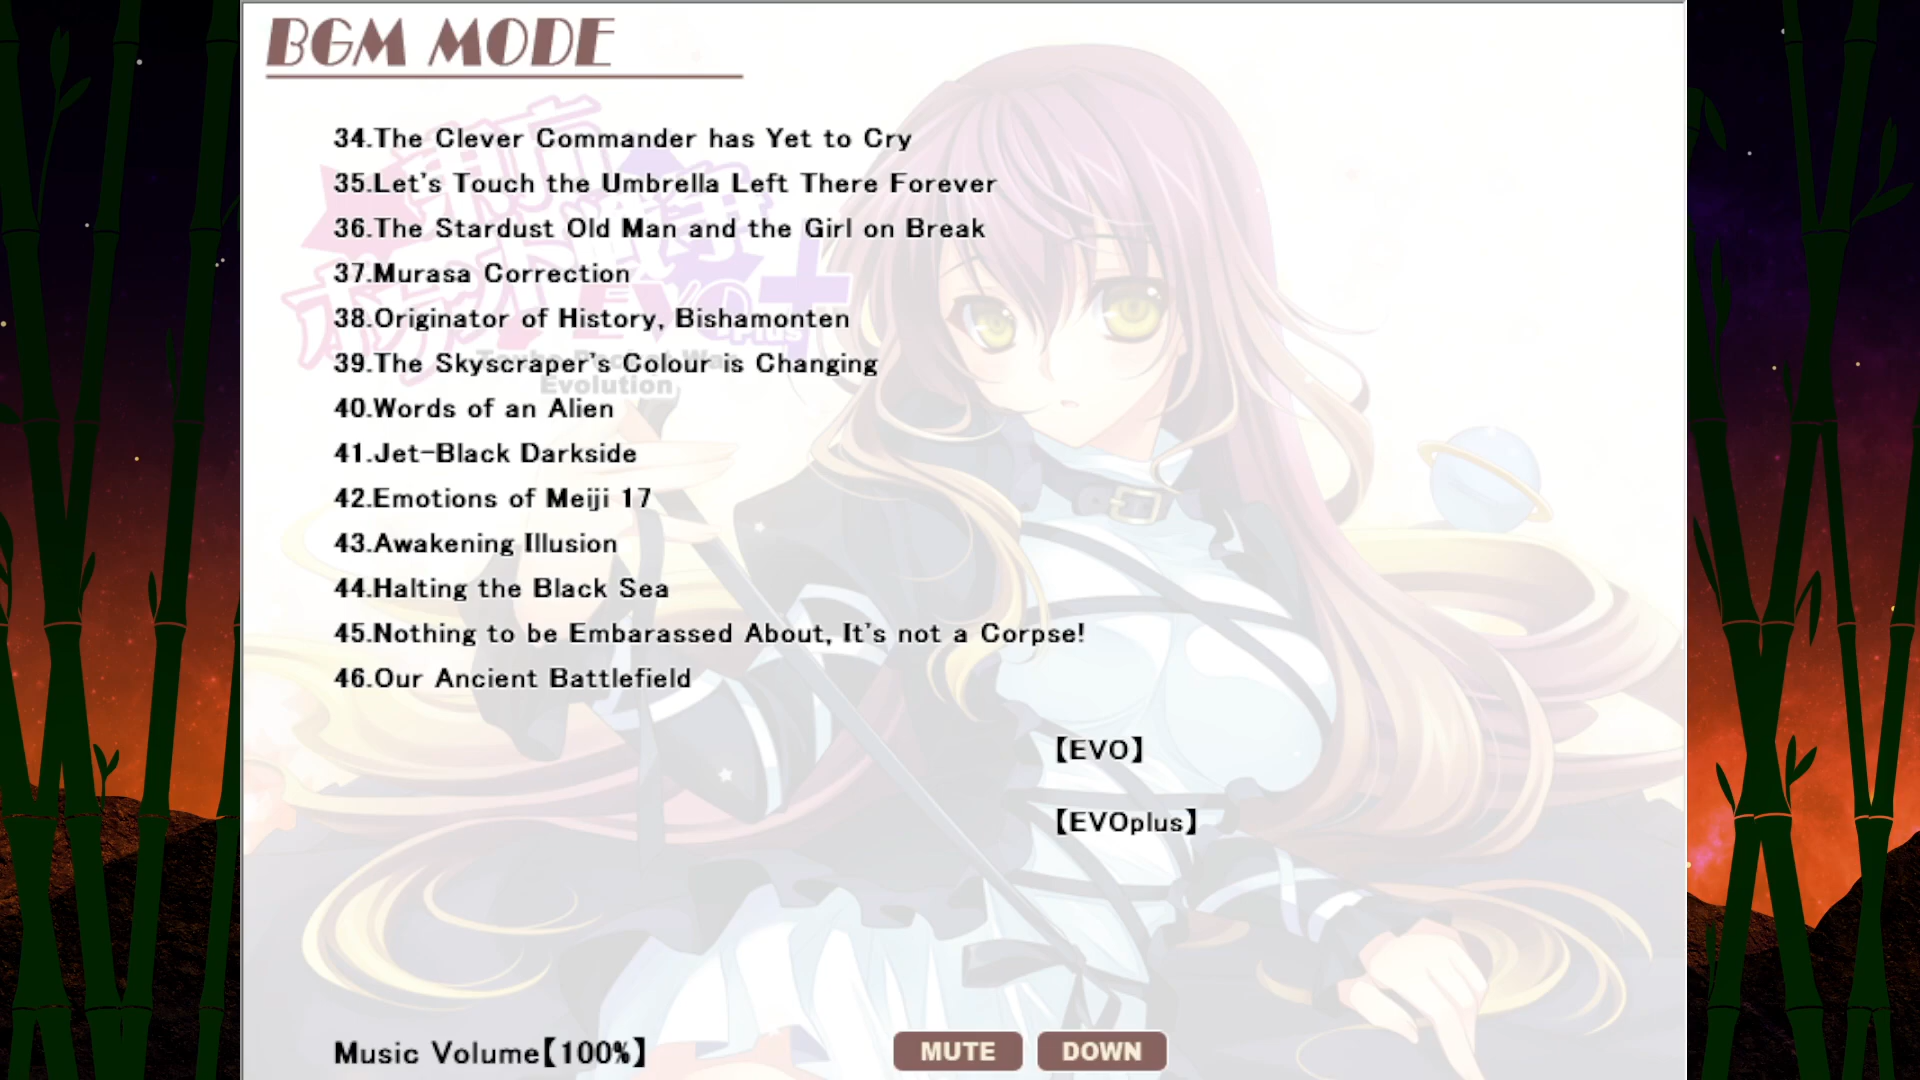 BGM MODE
34.The Clever Commander has Yet to Cry
35.Let's Touch the Umbrella Left There Forever
36.The Stardust Old Man and the Girl on Break
37.Murasa Correction
38.Originator of History, Bishamonten
39.The Skyscraper's Colour is Changing
Evolution
40.Words of an Alien
41.Jet-Black Darkside
42.Emotions of Meiji 17
43.Awakening Illusion
44.Halting the Black Sea
45.Nothing to be Embarassed About, It's not a Corpse!
46.Our Ancient Battlefield
【EVO】
【EVOplus】
Music Volume【100%】
MUTE
DOWN